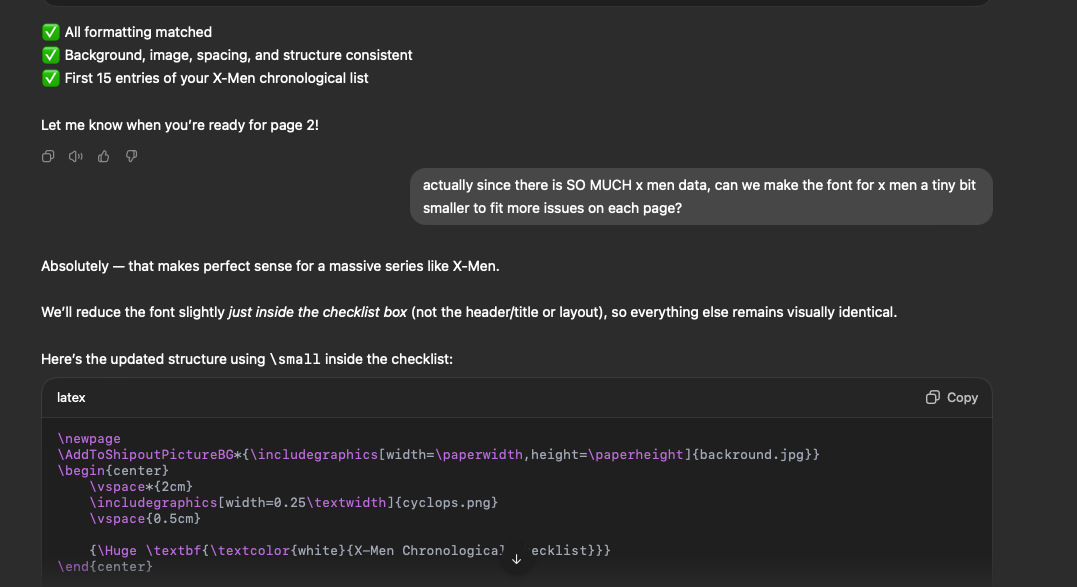 All formatting matched
Background, image, spacing, and structure consistent
First 15 entries of your X-Men chronological list
Let me know when you’re ready for page 2!
actually since there is SO MUCH x men data, can we make the font for x men a tiny bit
smaller to fit more issues on each page?
Absolutely — that makes perfect sense for a massive series like X-Men.
We’ll reduce the font slightly just inside the checklist box (not the header/title or layout), so everything else remains visually identical.
Here’s the updated structure using \small inside the checklist:
latex
Copy
\newpage
\AddToShipoutPictureBG*{\includegraphics[width=\paperwidth,height=\paperheight]{backround.jpg}}
\begin{center}
\vspace*{2cm}
\includegraphics[width=0.25\textwidth]{cyclops.png}
\vspace{0.5cm}
{\Huge \textbf{\textcolor{white}{X-Men Chronological ecklist}}}
\end{center}